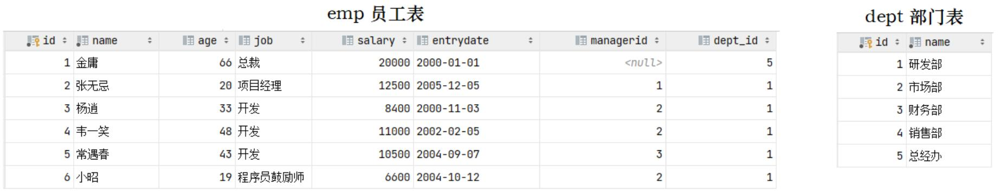 emp 员工表
id name age job salary entrydate managerid dept_id
1 金庸 66 总裁 20000 2000-01-01 <null> 5
2 张无忌 20 项目经理 12500 2005-12-05 1 1
3 杨逍 33 开发 8400 2000-11-03 2 1
4 韦一笑 48 开发 11000 2002-02-05 2 1
5 常遇春 43 开发 10500 2004-09-07 3 1
6 小昭 19 程序员鼓励师 6600 2004-10-12 2 1
dept 部门表
id name
1 研发部
2 市场部
3 财务部
4 销售部
5 总经办